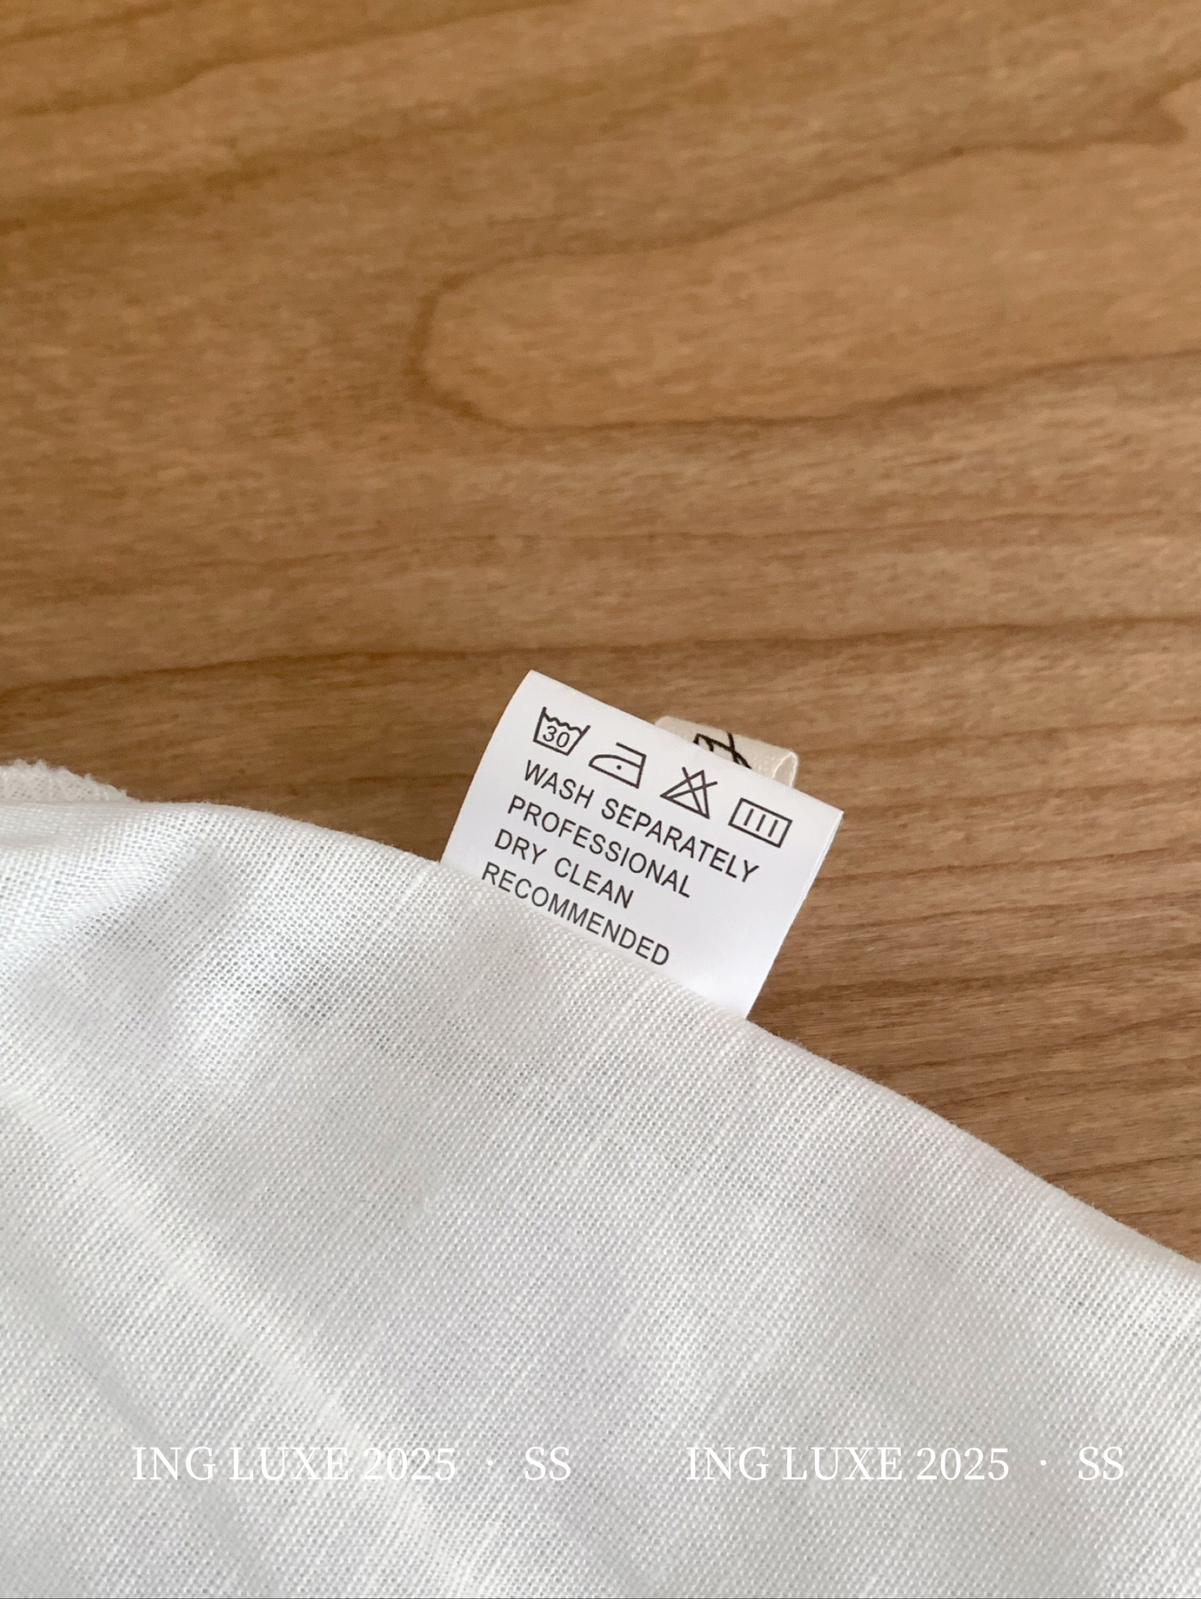 30
WASH SEPARATELY
PROFESSIONAL
DRY CLEAN
RECOMMENDED
ING LUXE 2025 · SS ING LUXE 2025 · SS